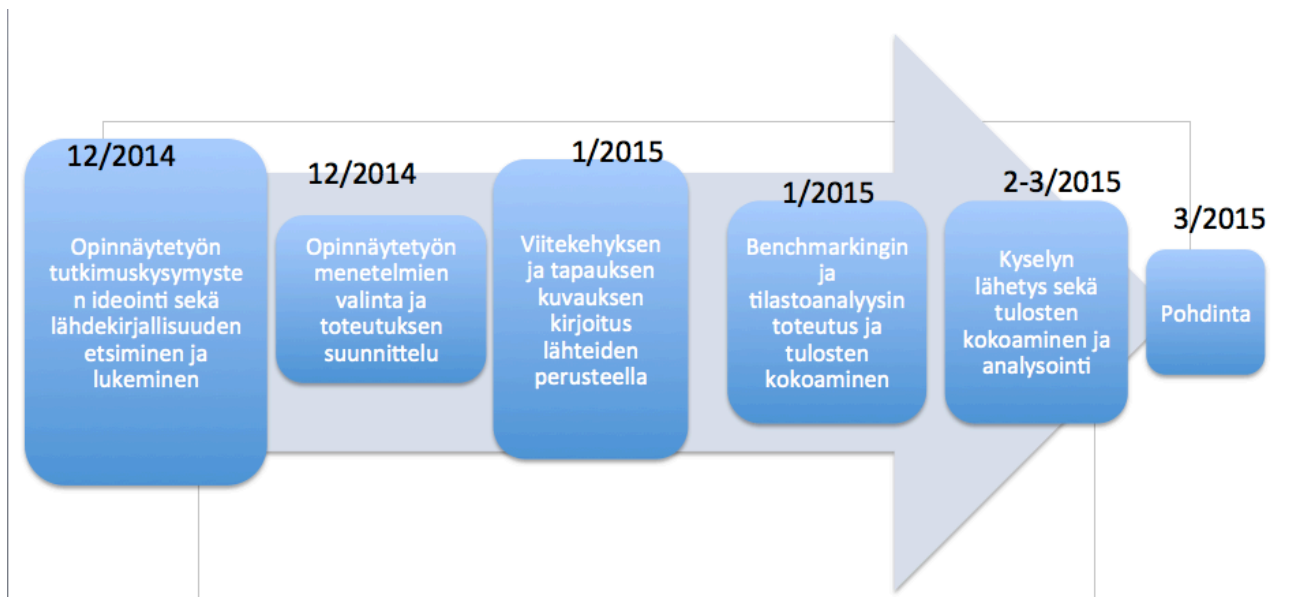 12/2014
Opinnäytetyön
tutkimuskysymyste
n ideointi sekä
lähdekirjallisuuden
etsiminen ja
lukeminen
12/2014
Opinnäytetyön
menetelmien
valinta ja
toteutuksen
suunnittelu
1/2015
Viitekehyksen
ja tapauksen
kuvauksen
kirjoitus
lähteiden
perusteella
1/2015
Benchmarkingin
ja
tilastoanalyysin
toteutus ja
tulosten
kokoaminen
2-3/2015
Kyselyn
lähetys sekä
tulosten
kokoaminen ja
analysointi
3/2015
Pohdinta